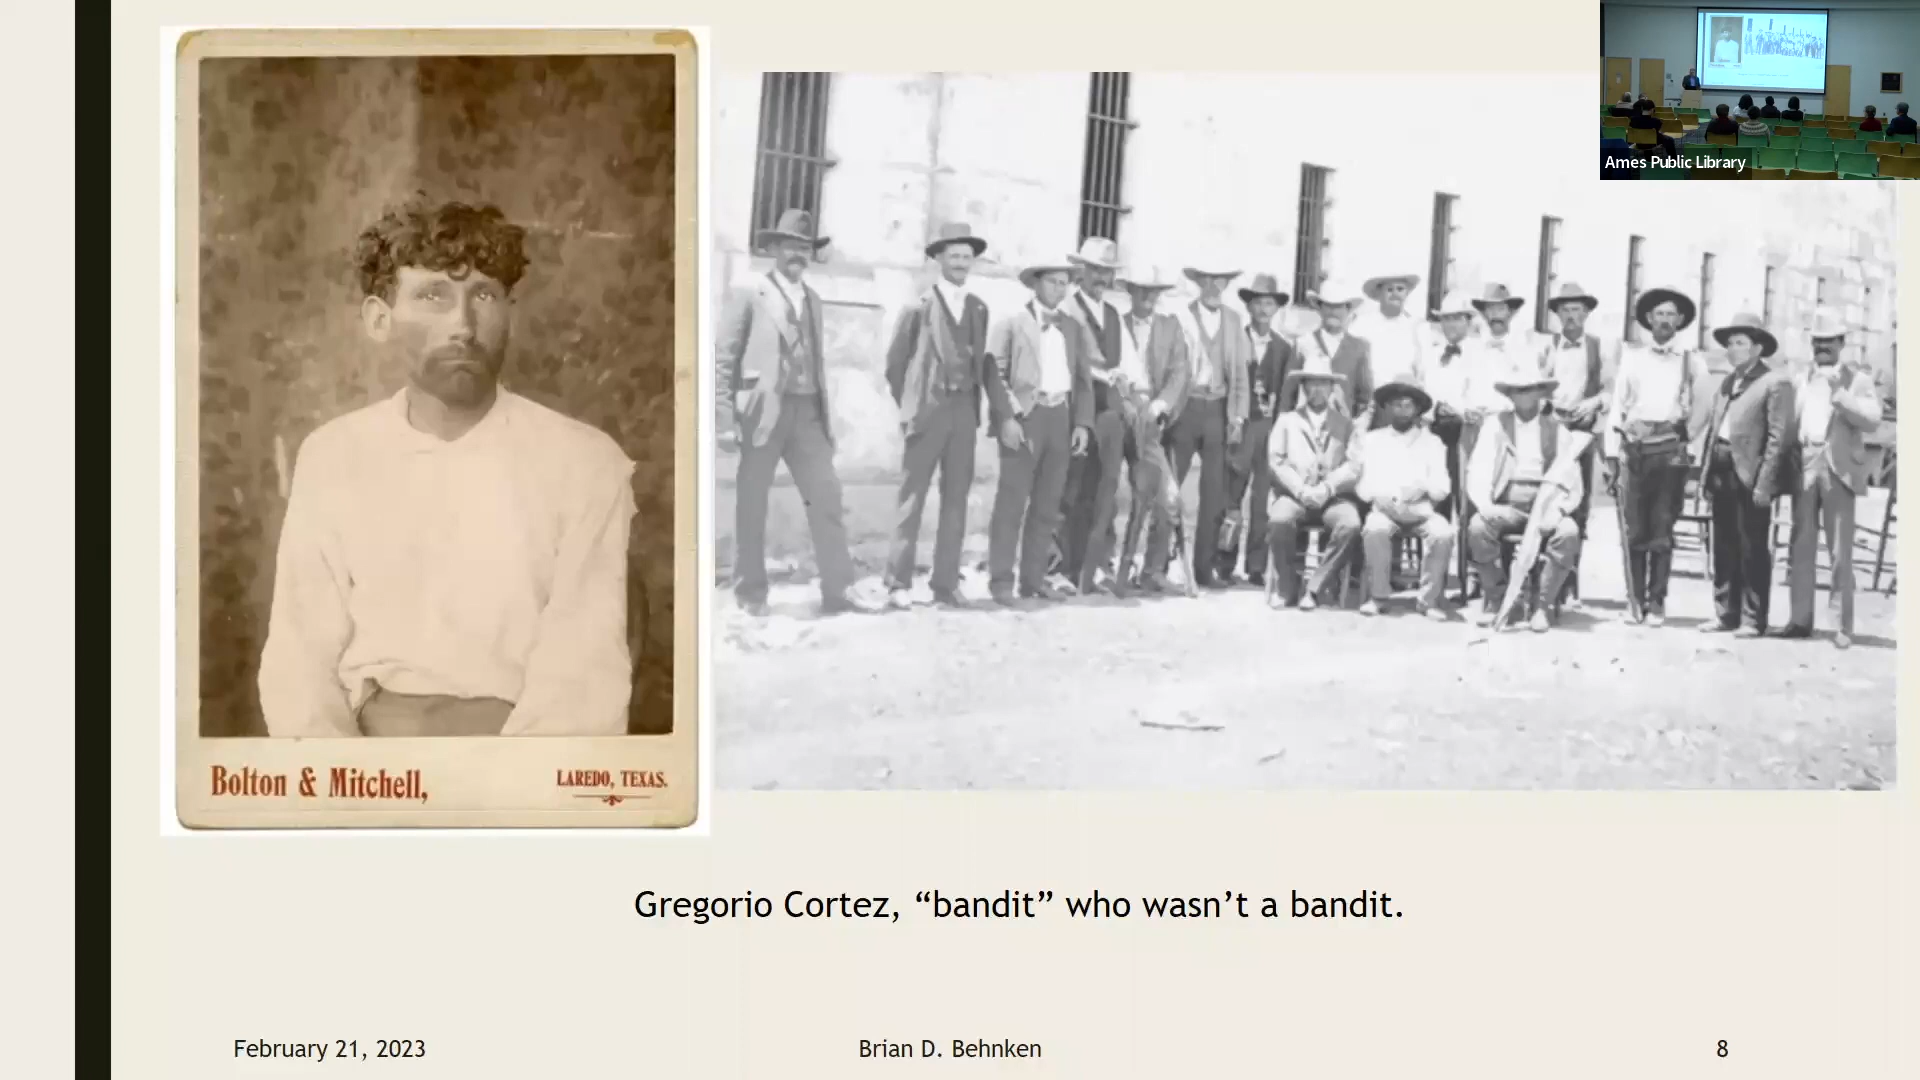 Ames Public Library
Bolton & Mitchell,
LAREDO, TEXAS.
Gregorio Cortez, “bandit” who wasn’t a bandit.
February 21, 2023
Brian D. Behnken
8